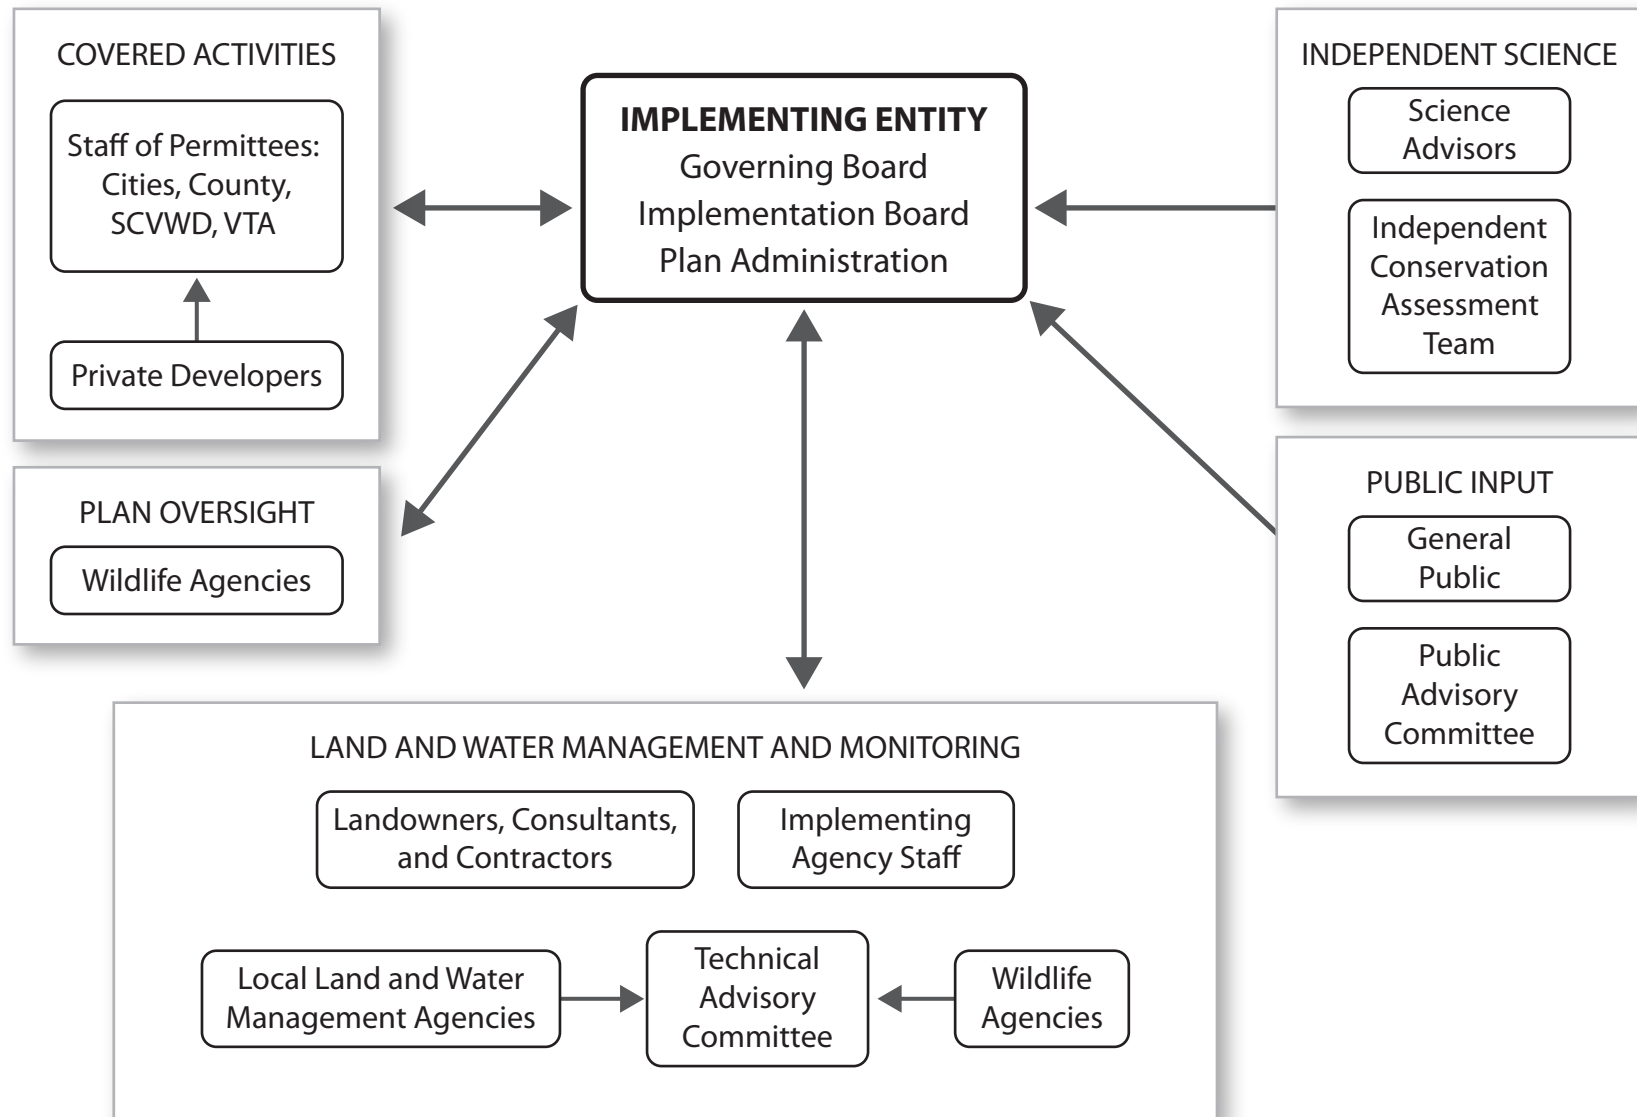 COVERED ACTIVITIES
Staff of Permittees:
Cities, County,
SCVWD, VTA
Private Developers
PLAN OVERSIGHT
Wildlife Agencies
IMPLEMENTING ENTITY
Governing Board
Implementation Board
Plan Administration
INDEPENDENT SCIENCE
Science
Advisors
Independent
Conservation
Assessment
Team
PUBLIC INPUT
General
Public
Public
Advisory
Committee
LAND AND WATER MANAGEMENT AND MONITORING
Landowners, Consultants,
and Contractors
Implementing
Agency Staff
Local Land and Water
Management Agencies
Technical
Advisory
Committee
Wildlife
Agencies